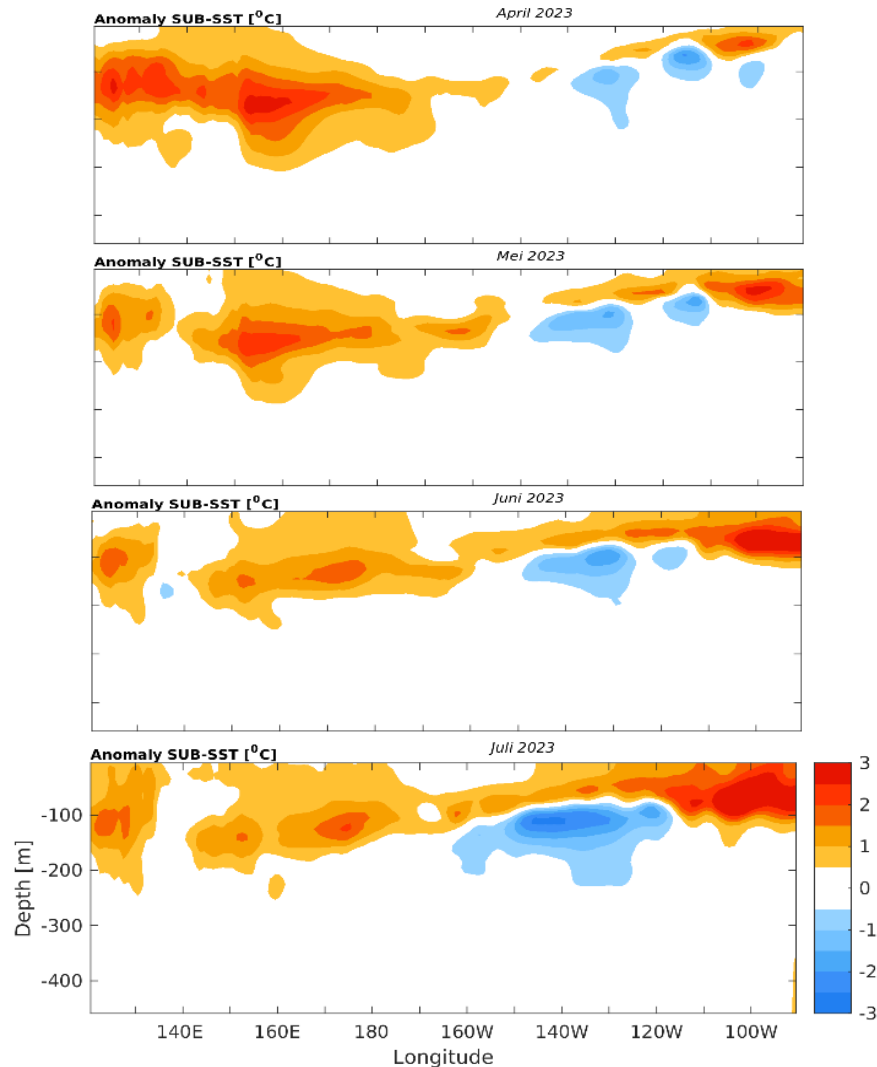 Anomaly SUB-SST [⁰C] April 2023
Anomaly SUB-SST [⁰C] Mei 2023
Anomaly SUB-SST [⁰C] Juni 2023
Anomaly SUB-SST [⁰C] Juli 2023
3
2
1
0
-1
-2
-3
-100
-200
-300
-400
Depth [m]
140E 160E 180 160W 140W 120W 100W
Longitude